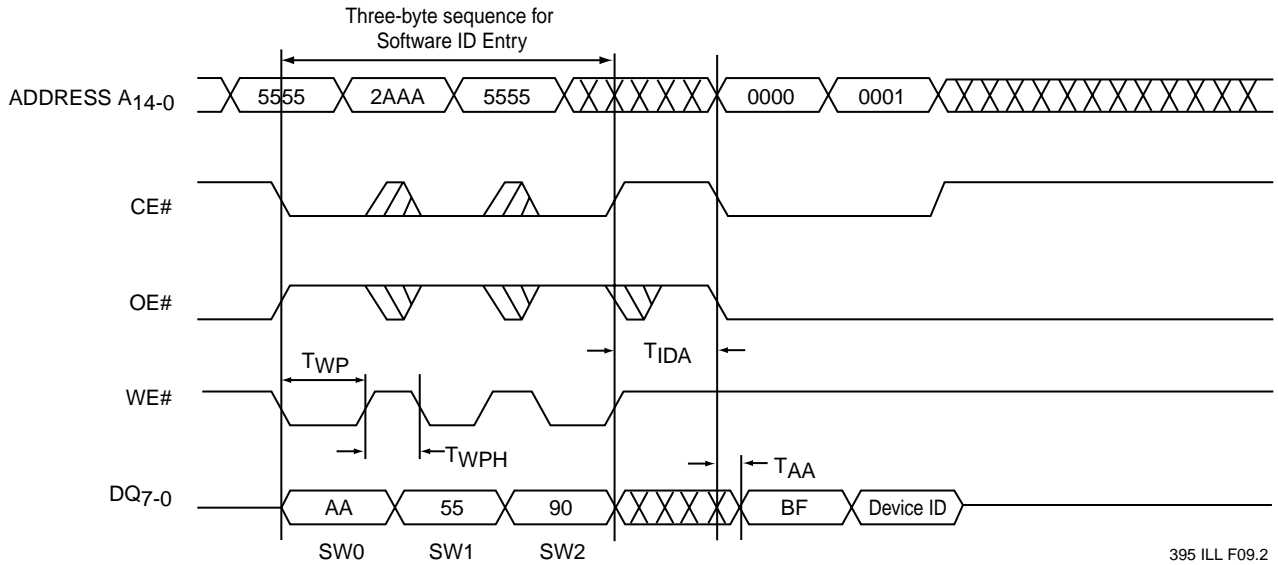 Three-byte sequence for
Software ID Entry
ADDRESS A14-0
5555 2AAA 5555 0000 0001
CE#
OE#
TWP
TIDA
WE#
TWPH
TAA
DQ7-0
AA 55 90 BF Device ID
SW0 SW1 SW2
395 ILL F09.2